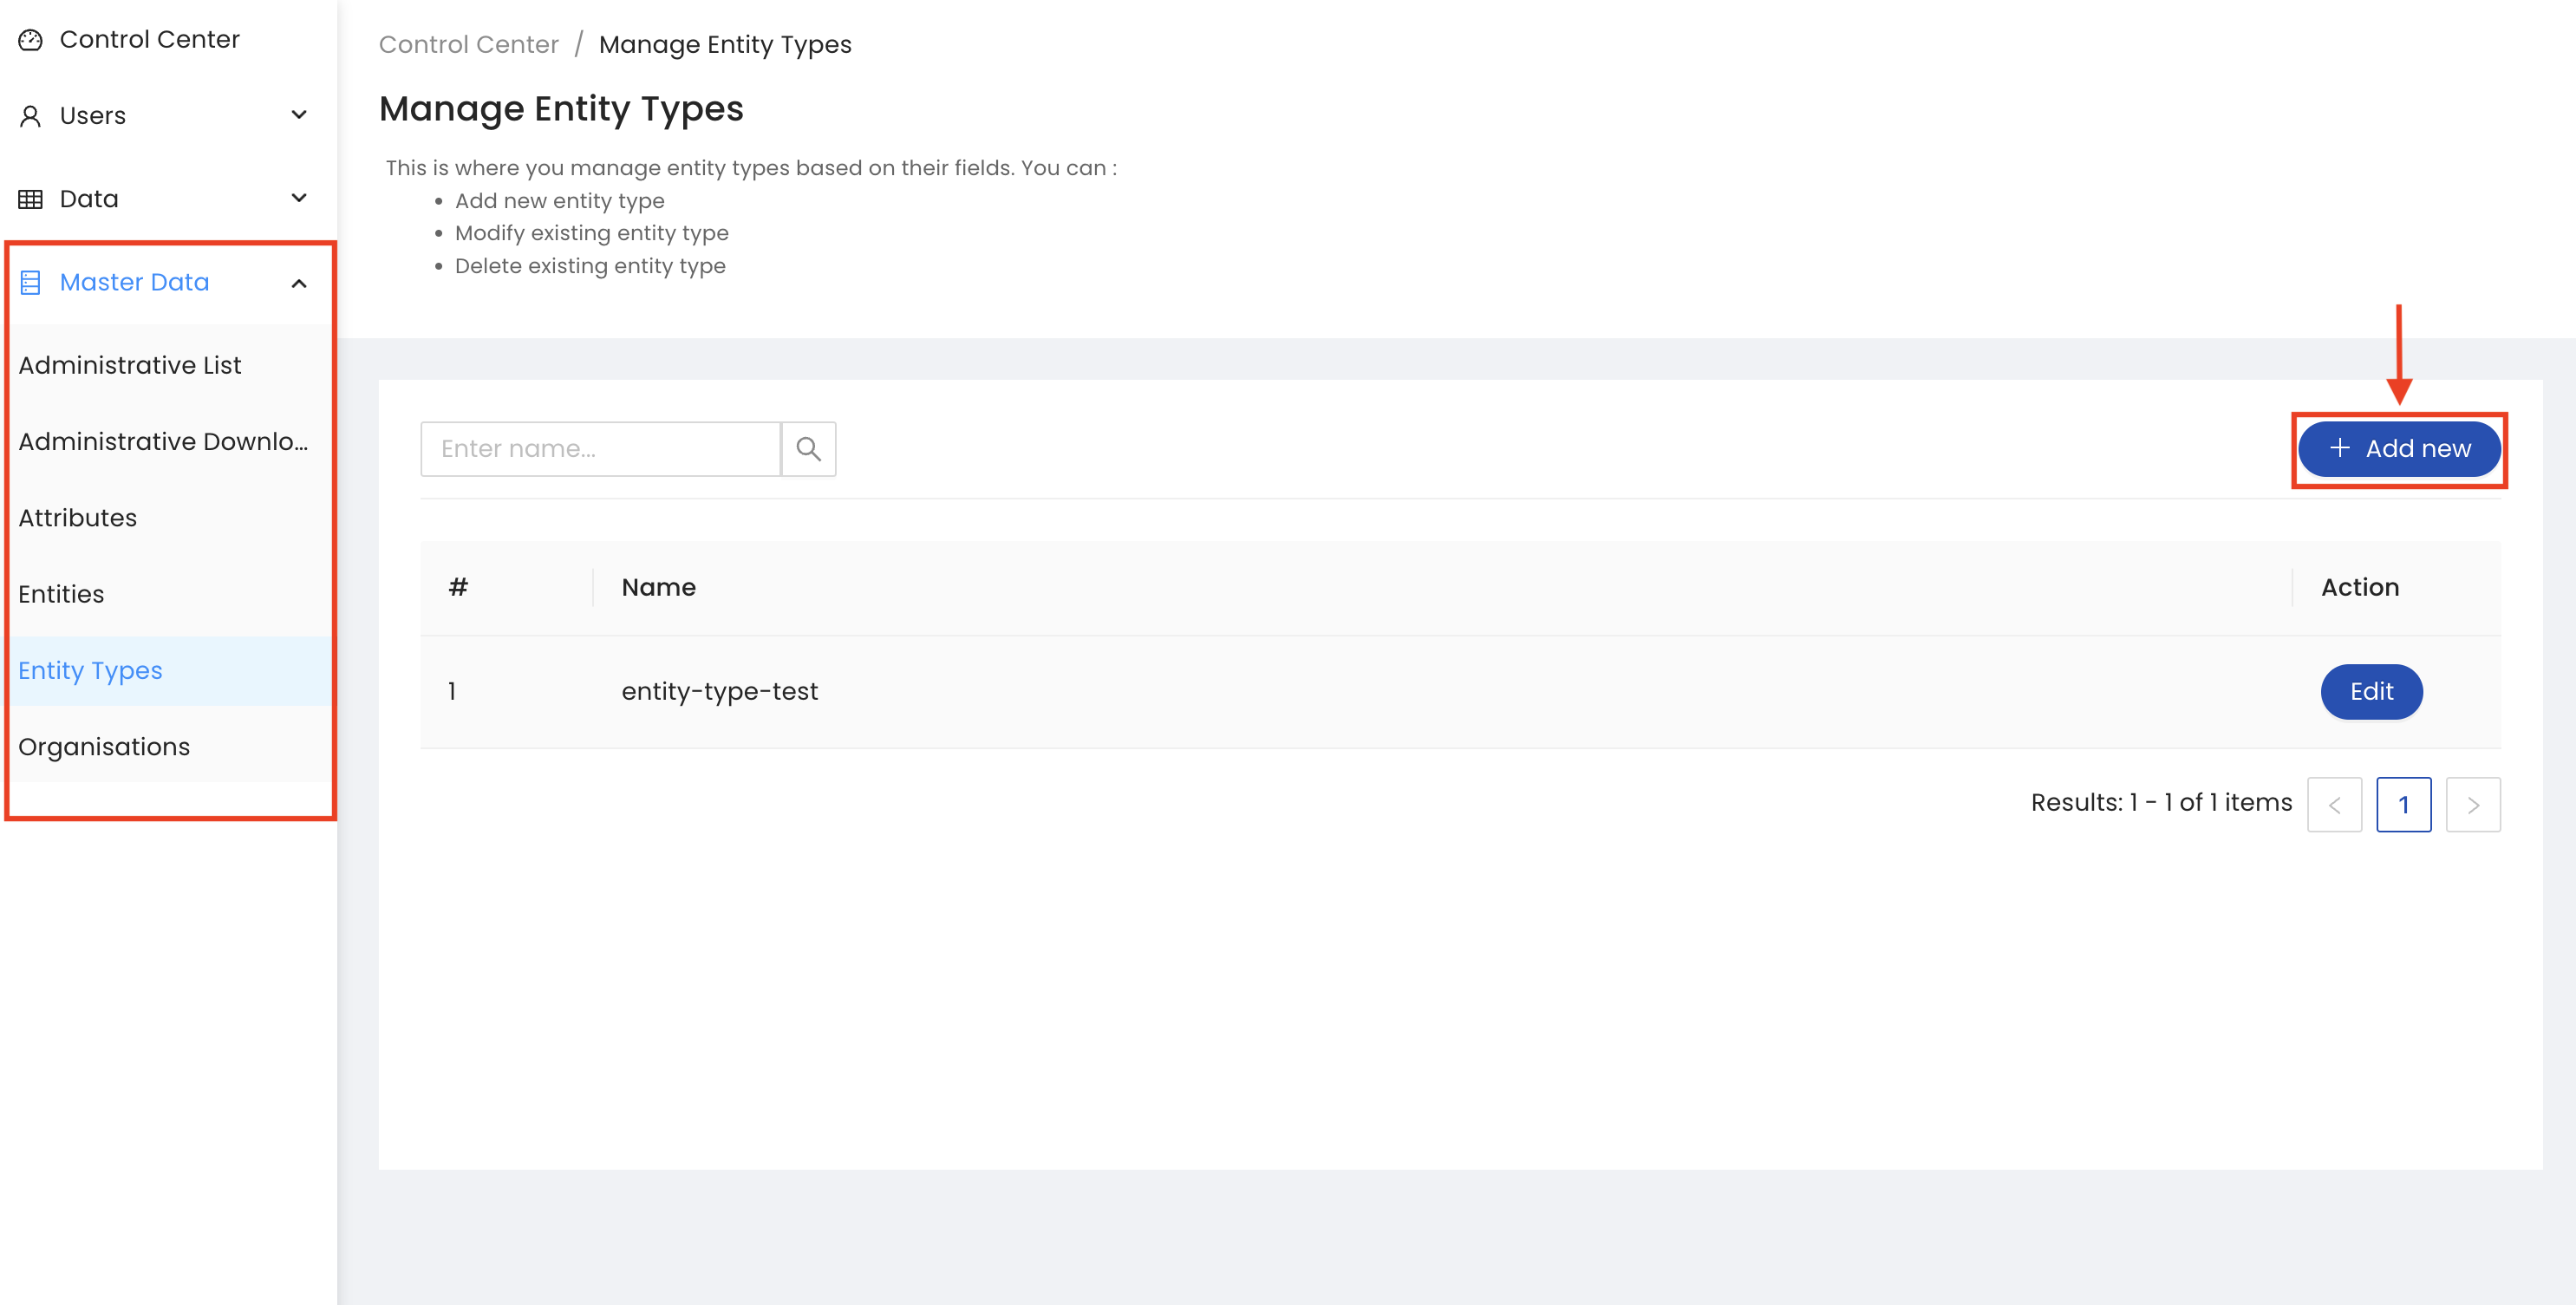 Control Center
Users
Data
Master Data
Administrative List
Administrative Downlo...
Attributes
Entities
Entity Types
Organisations
Control Center / Manage Entity Types
Manage Entity Types
This is where you manage entity types based on their fields. You can :
• Add new entity type
• Modify existing entity type
• Delete existing entity type
Enter name...
+ Add new
# Name Action
1 entity-type-test Edit
Results: 1 - 1 of 1 items < 1 >